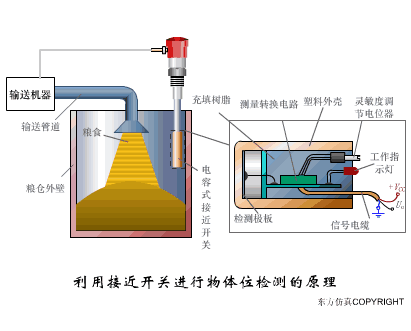 输送机器
输送管道
粮食
粮仓外壁
电容式接近开关
充填树脂
测量转换电路
塑料外壳
灵敏度调
节电位器
工作指
示灯
+Vcc
Uo
检测极板
信号电缆
利用接近开关进行物体位检测的原理
东方仿真COPYRIGHT